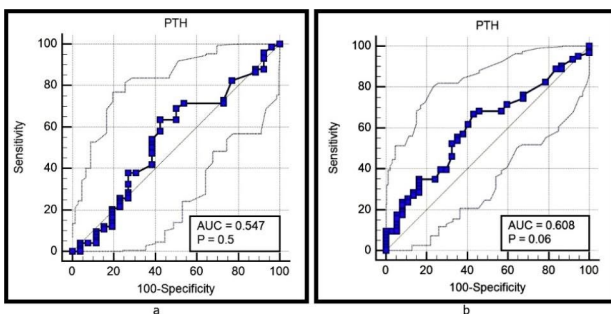 PTH
100
80
60
40
20
0
Sensitivity
AUC = 0.547
P = 0.5
0 20 40 60 80 100
100-Specificity
a
PTH
100
80
60
40
20
0
Sensitivity
AUC = 0.608
P = 0.06
0 20 40 60 80 100
100-Specificity
b